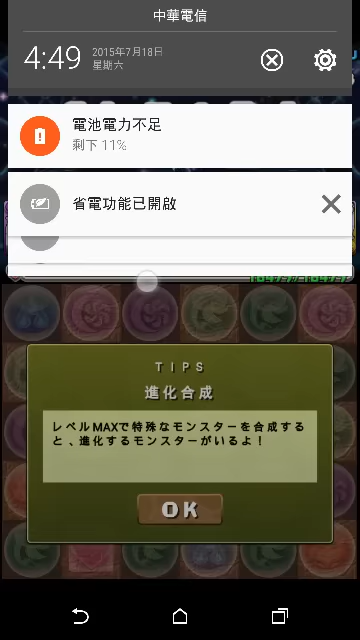 中華電信
4:49
2015年7月18日
星期六
電池電力不足
剩下 11%
省電功能已開啟
TIPS
進化合成
レベルMAXで特殊なモンスターを合成する
と、進化するモンスターがいるよ！
OK